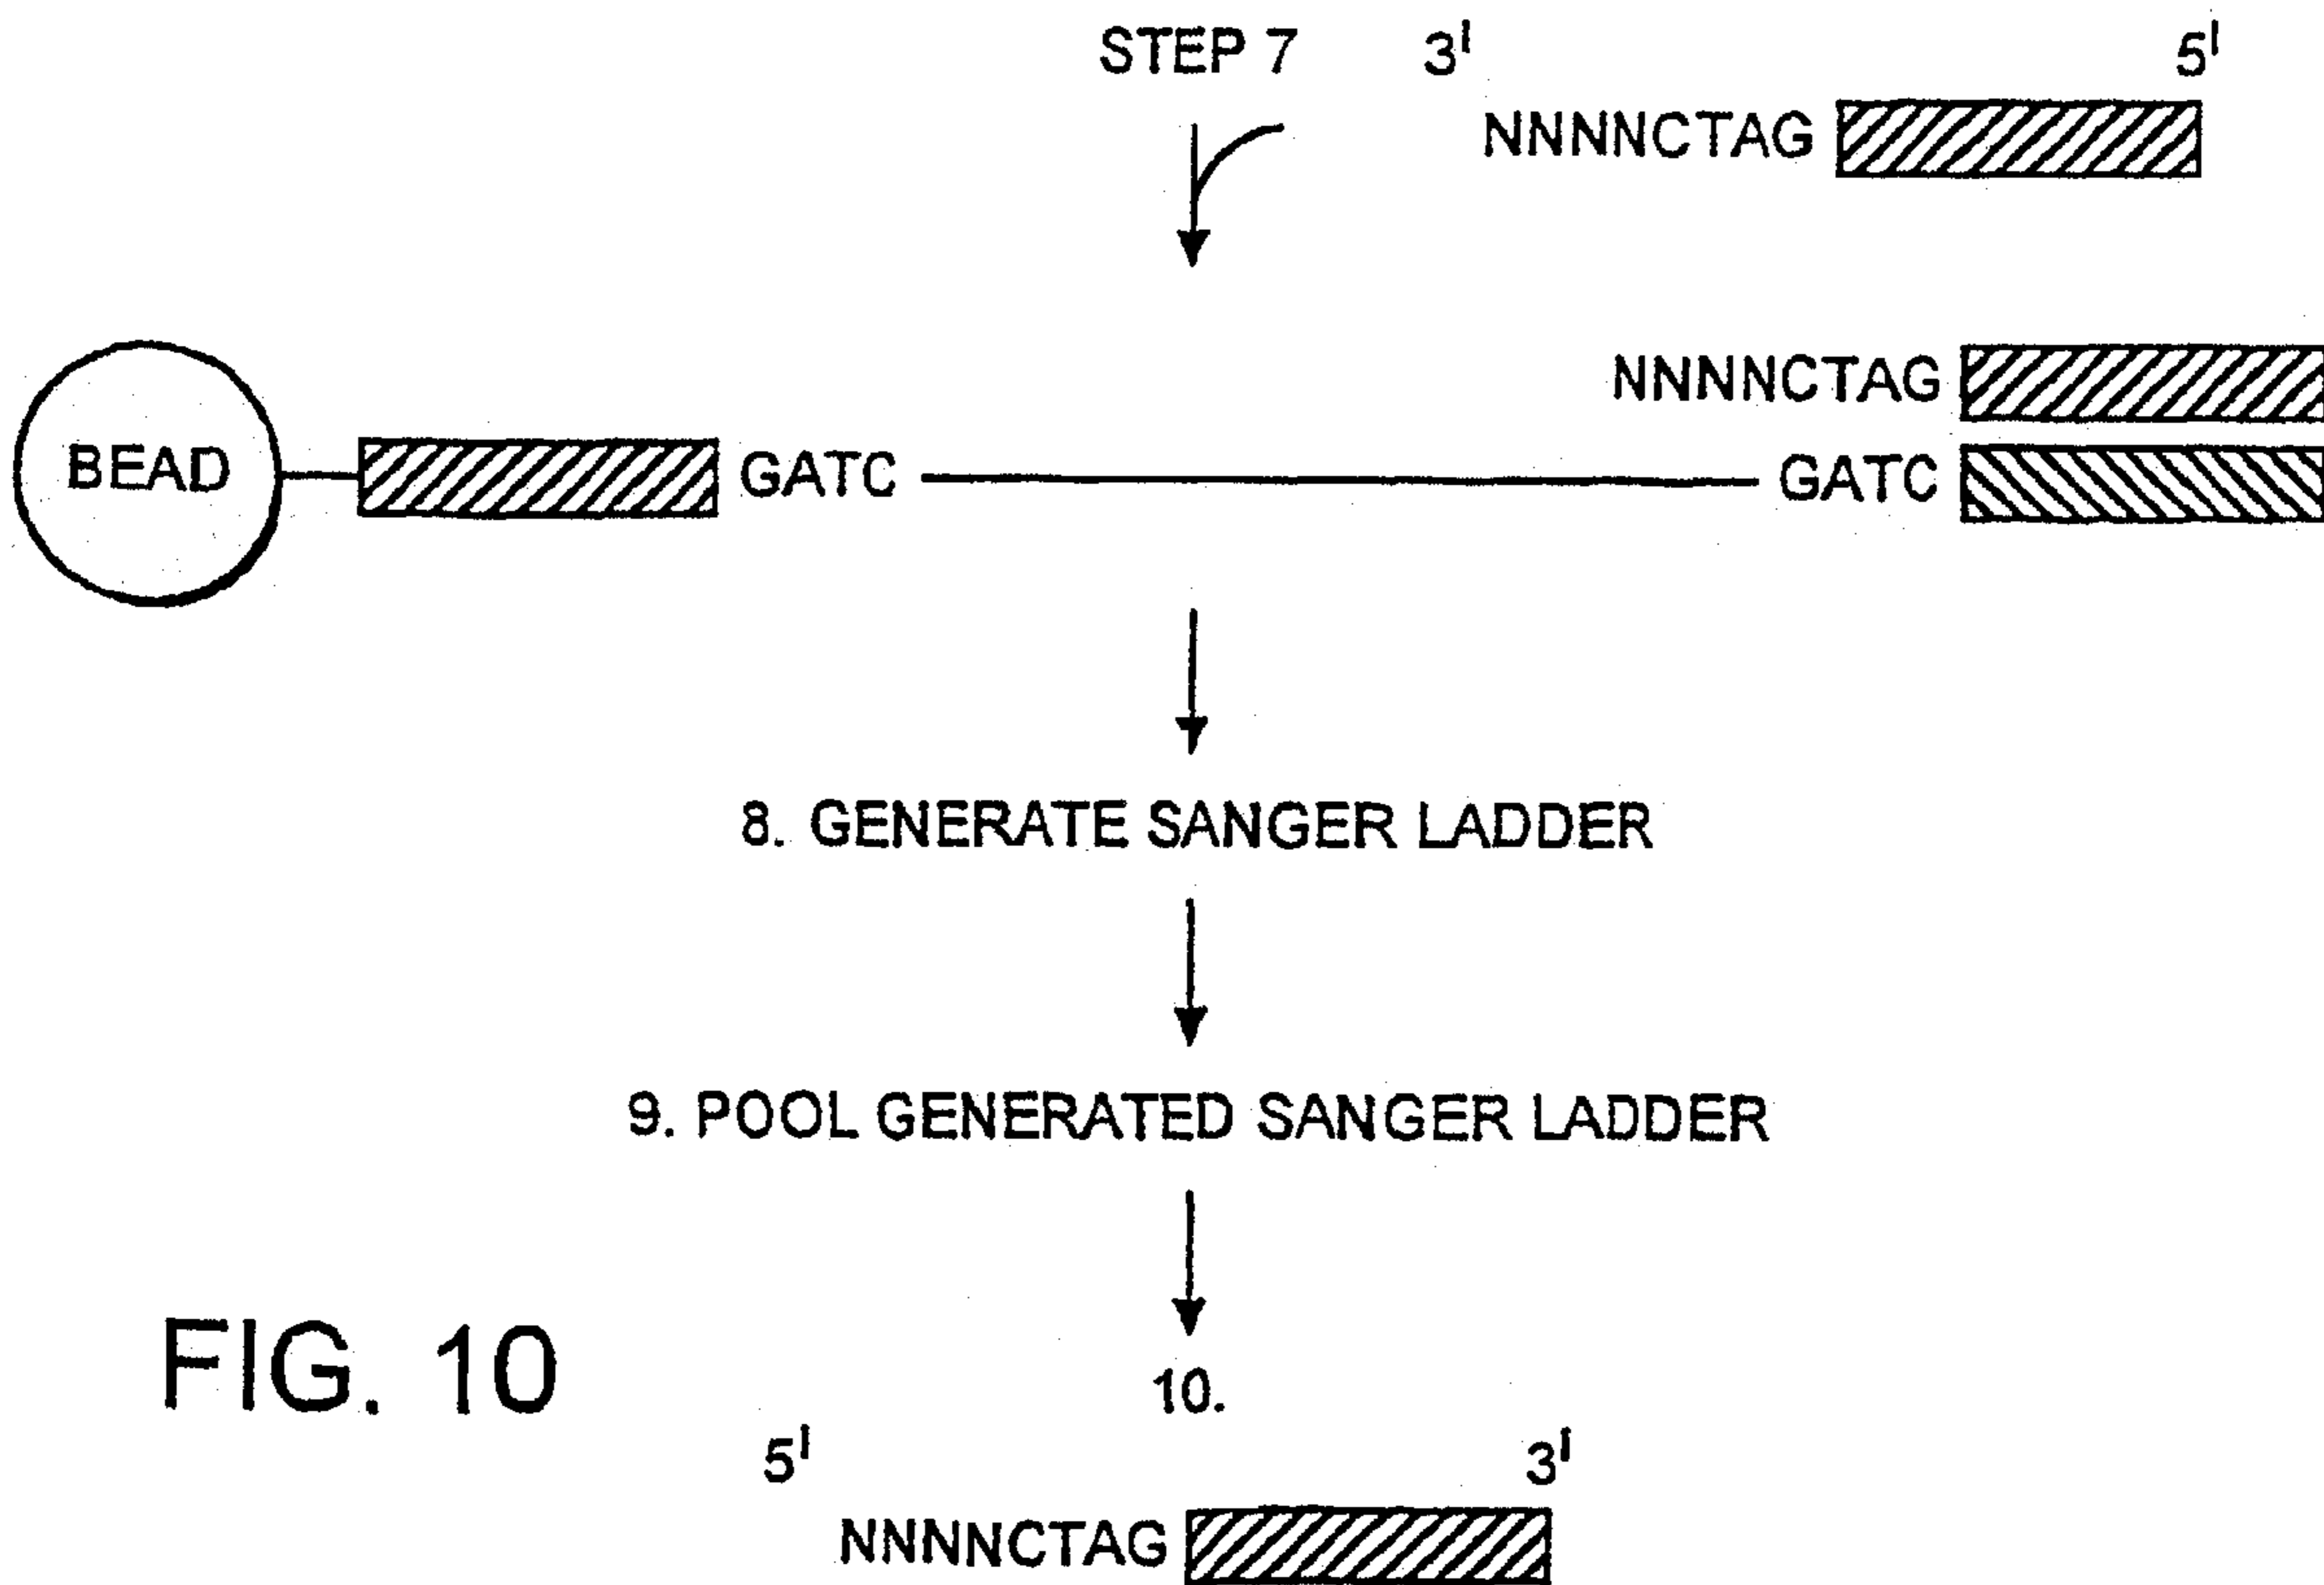 STEP 7 3' 5'
NNNNCTAG
NNNNCTAG
BEAD GATC GATC
8. GENERATE SANGER LADDER
9. POOL GENERATED SANGER LADDER
FIG. 10
10.
5' 3'
NNNNCTAG